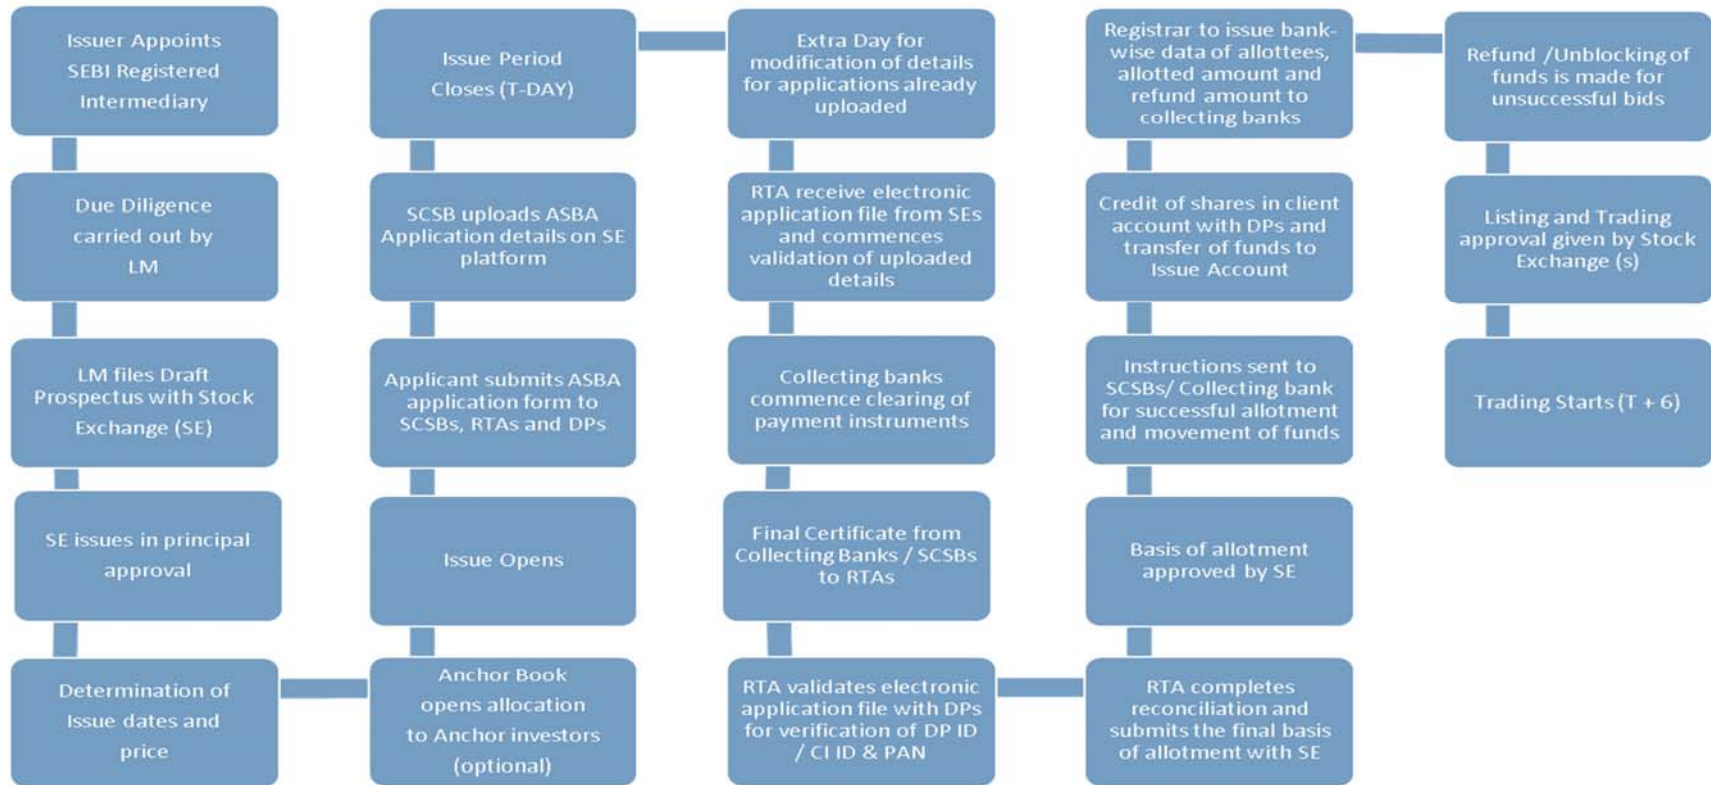 Issuer Appoints
SEBI Registered
Intermediary
Due Diligence
carried out by
LM
LM files Draft
Prospectus with Stock
Exchange (SE)
SE issues in principal
approval
Determination of
Issue dates and
price
Anchor Book
opens allocation
to Anchor investors
(optional)
Issue Opens
Applicant submits ASBA
application form to
SCSBs, RTAs and DPs
SCSB uploads ASBA
Application details on SE
platform
Issue Period
Closes (T-DAY)
Extra Day for
modification of details
for applications already
uploaded
RTA receive electronic
application file from SEs
and commences
validation of uploaded
details
Collecting banks
commence clearing of
payment instruments
Final Certificate from
Collecting Banks / SCSBs
to RTAs
RTA validates electronic
application file with DPs
for verification of DP ID
/ CI ID & PAN
RTA completes
reconciliation and
submits the final basis
of allotment with SE
Basis of allotment
approved by SE
Instructions sent to
SCSBs/ Collecting bank
for successful allotment
and movement of funds
Credit of shares in client
account with DPs and
transfer of funds to
Issue Account
Registrar to issue bank-
wise data of allottees,
allotted amount and
refund amount to
collecting banks
Refund /Unblocking of
funds is made for
unsuccessful bids
Listing and Trading
approval given by Stock
Exchange (s)
Trading Starts (T + 6)